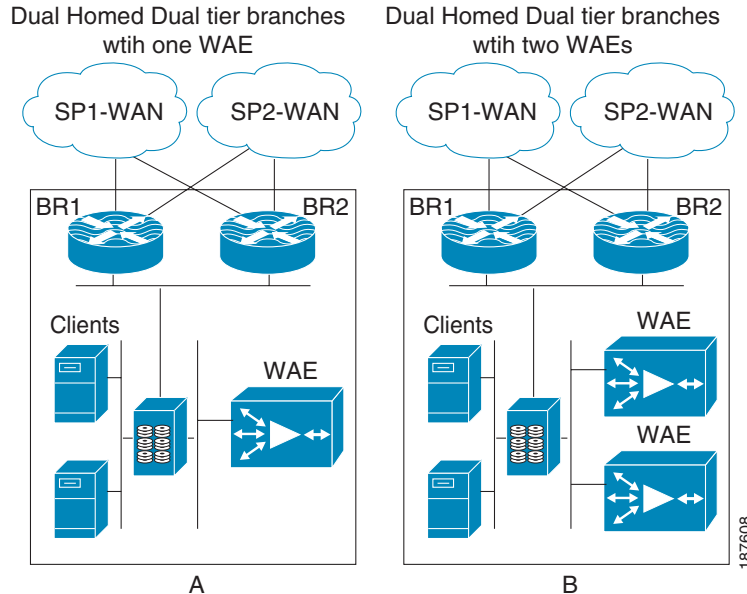 Dual Homed Dual tier branches
wtih one WAE
SP1-WAN
SP2-WAN
BR1
BR2
Clients
WAE
A
Dual Homed Dual tier branches
wtih two WAEs
SP1-WAN
SP2-WAN
BR1
BR2
Clients
WAE
WAE
B
187608